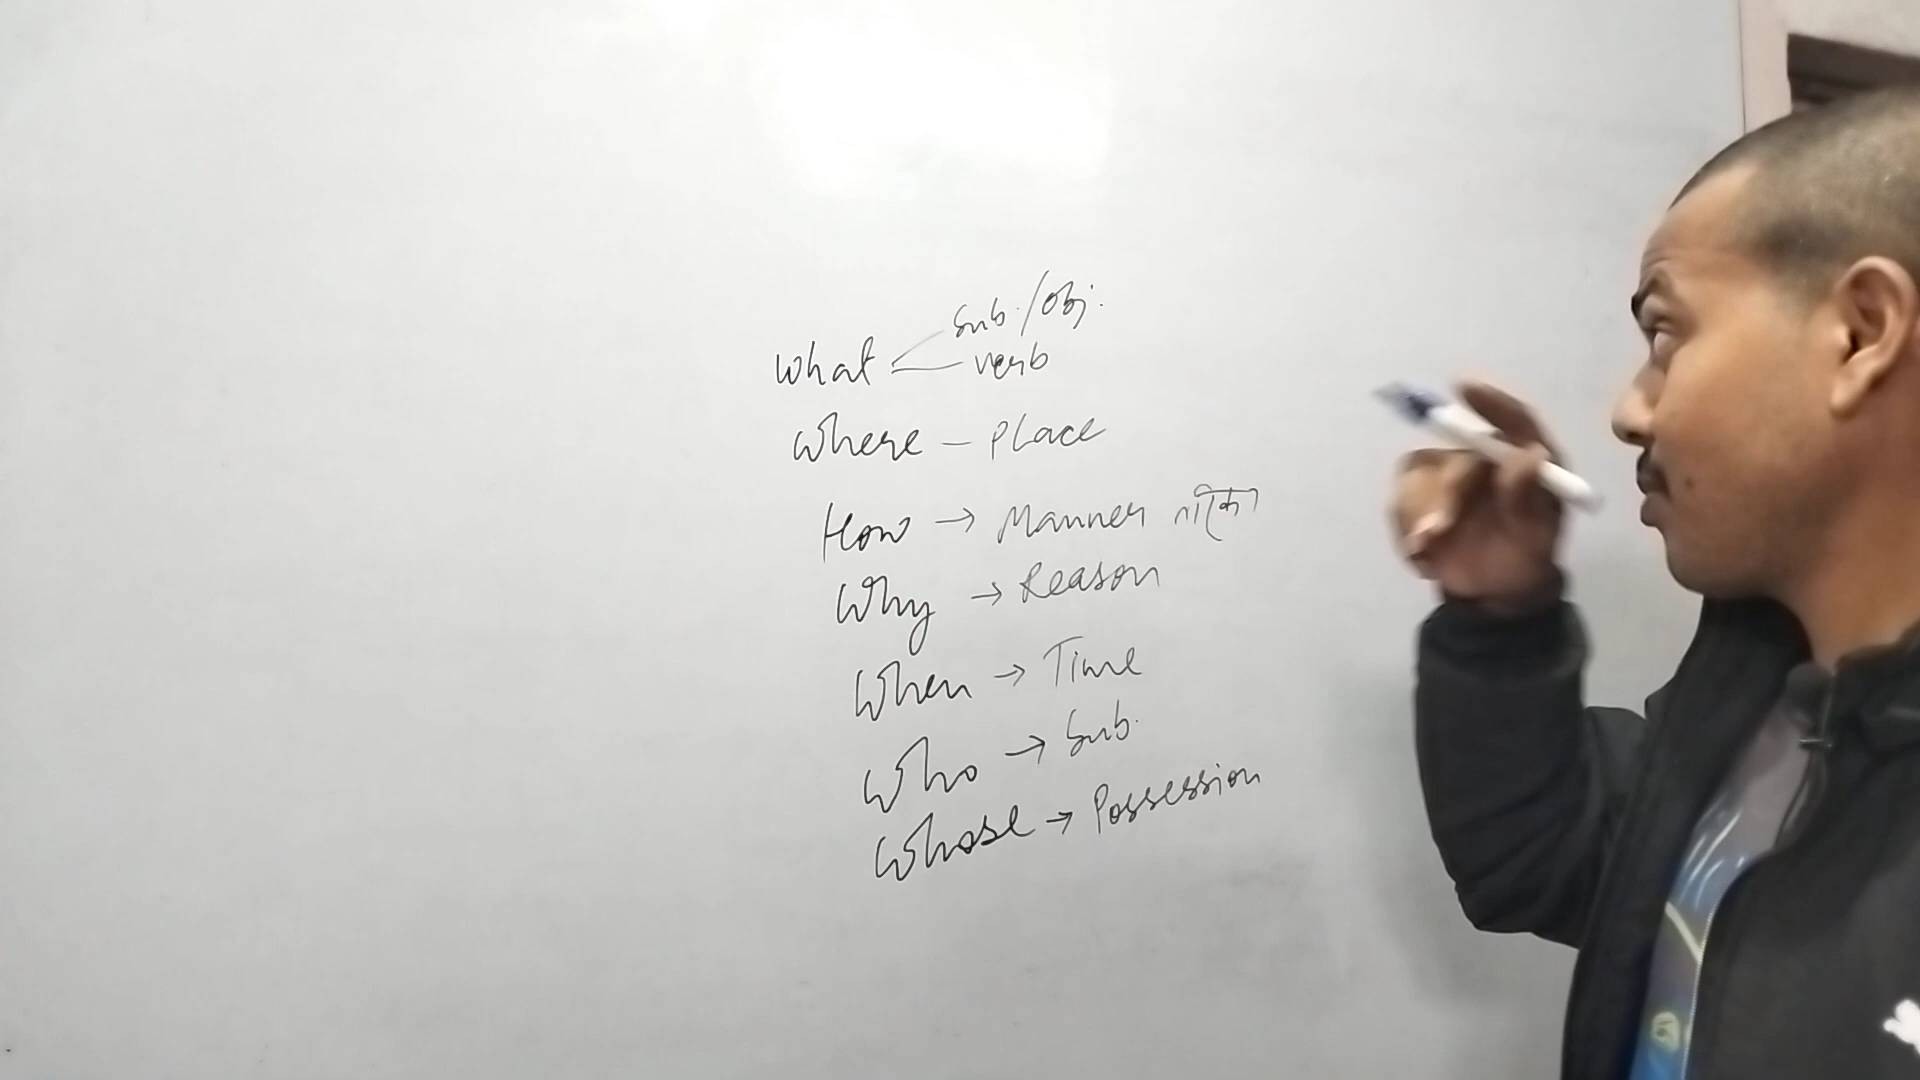 What < Sub./Obj.
verb
Where — Place
How → Manner तरिका
Why → Reason
When → Time
Who → Sub.
Whose → Possession